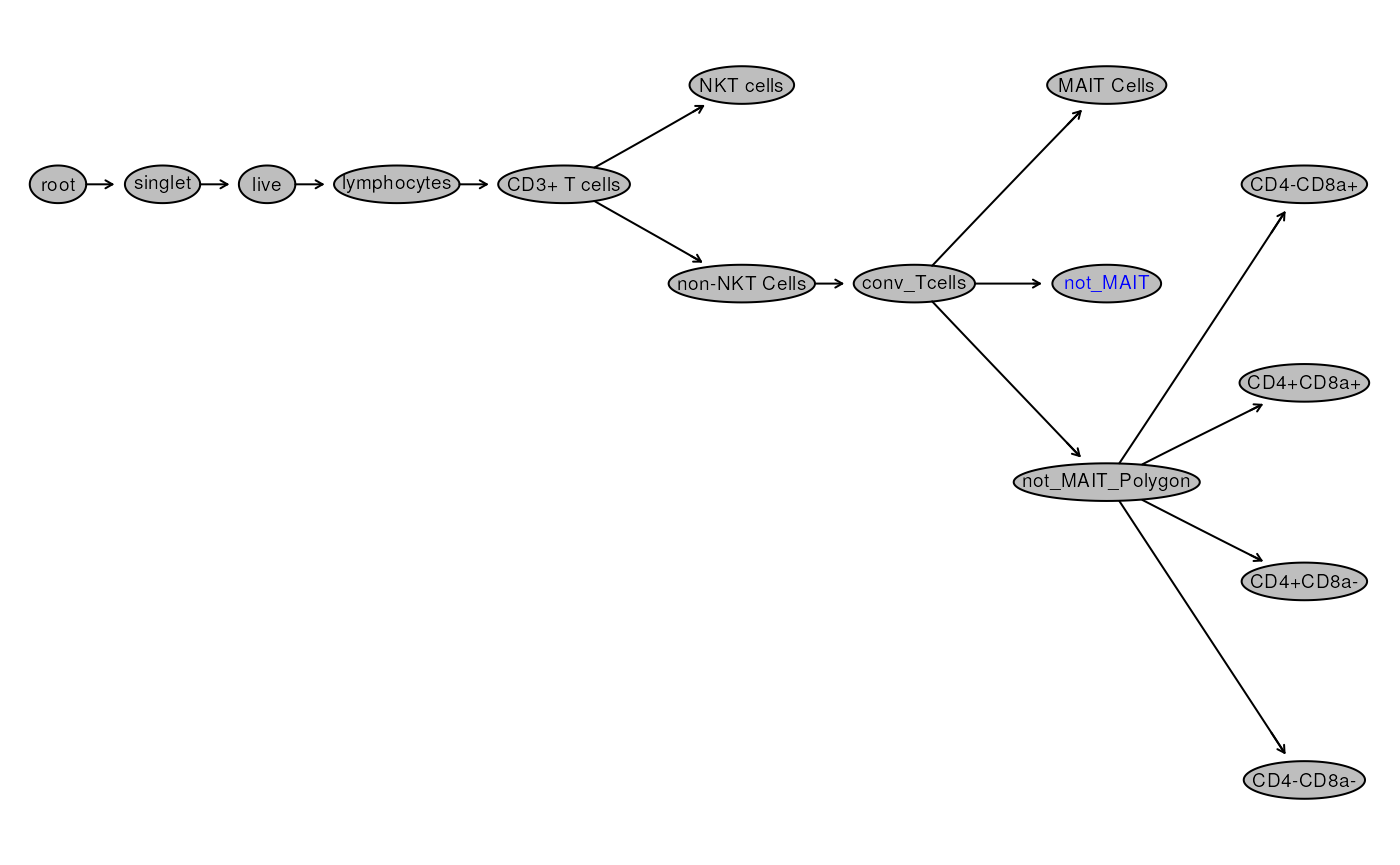 root
singlet
live
lymphocytes
CD3+ T cells
NKT cells
non-NKT Cells
conv_Tcells
MAIT Cells
not_MAIT
not_MAIT_Polygon
CD4-CD8a+
CD4+CD8a+
CD4+CD8a-
CD4-CD8a-